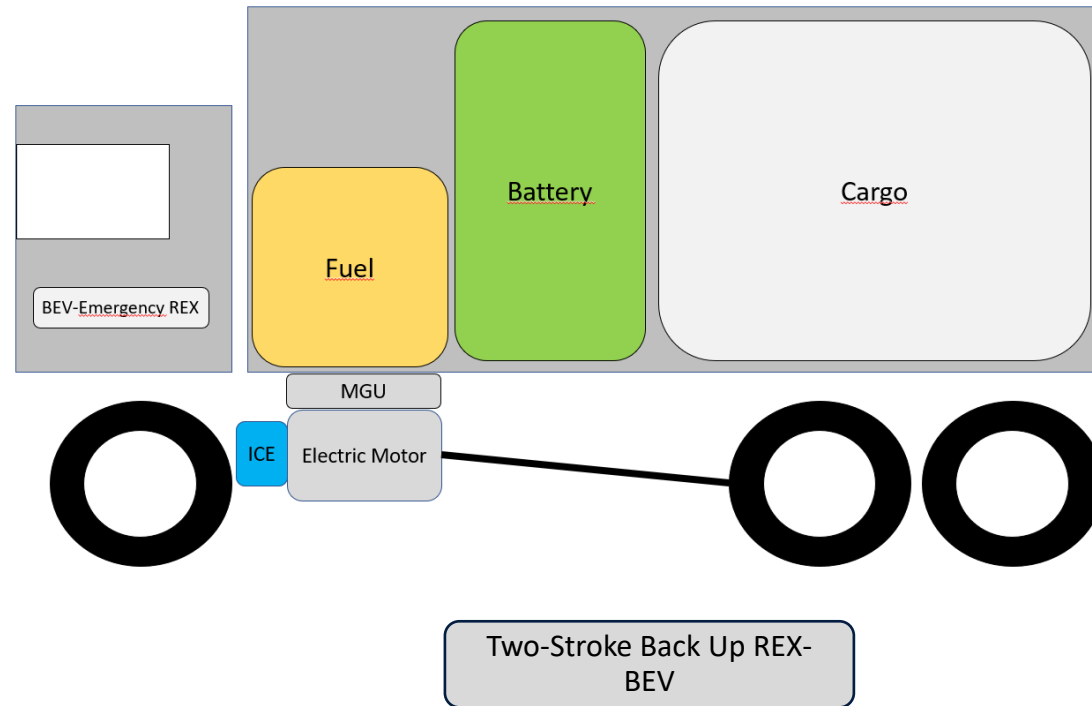 Battery
Cargo
Fuel
BEV-Emergency REX
MGU
ICE
Electric Motor
Two-Stroke Back Up REX-
BEV